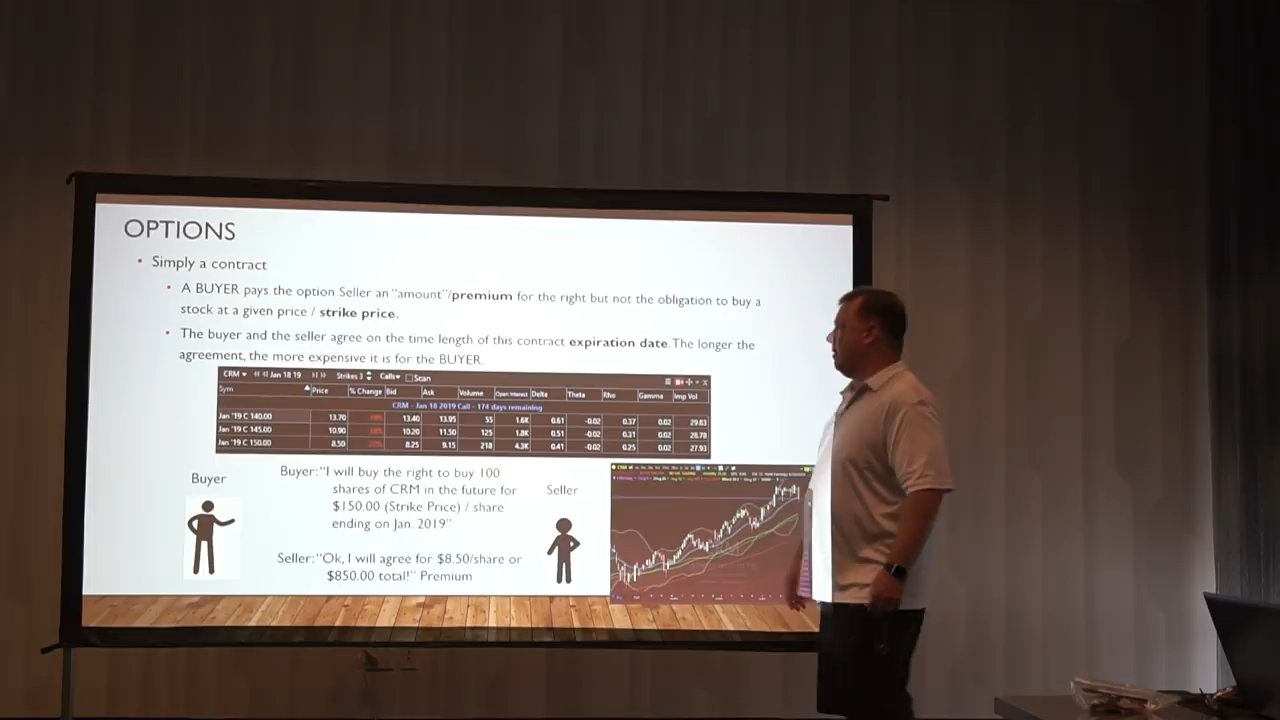 OPTIONS
• Simply a contract
• A BUYER pays the option Seller an "amount"/premium for the right but not the obligation to buy a
stock at a given price / strike price.
• The buyer and the seller agree on the time length of this contract expiration date. The longer the
agreement, the more expensive it is for the BUYER.
CRM Jan 18 19 Strikes 3 Calls Scan
Sym Price % Change Bid Ask Volume Open Interest Delta Theta Rho Gamma Imp Vol
CRM - Jan 18 2019 Call - 174 days remaining
Jan '19 C 140.00 13.70 13.40 13.95 55 1.6K 0.61 -0.02 0.37 0.02 29.83
Jan '19 C 145.00 10.90 10.20 11.50 125 1.8K 0.51 -0.02 0.31 0.02 28.78
Jan '19 C 150.00 8.50 8.25 9.15 218 4.3K 0.41 -0.02 0.25 0.02 27.93
Buyer
Buyer: "I will buy the right to buy 100
shares of CRM in the future for
$150.00 (Strike Price) / share
ending on Jan. 2019"
Seller
Seller: "Ok, I will agree for $8.50/share or
$850.00 total!" Premium